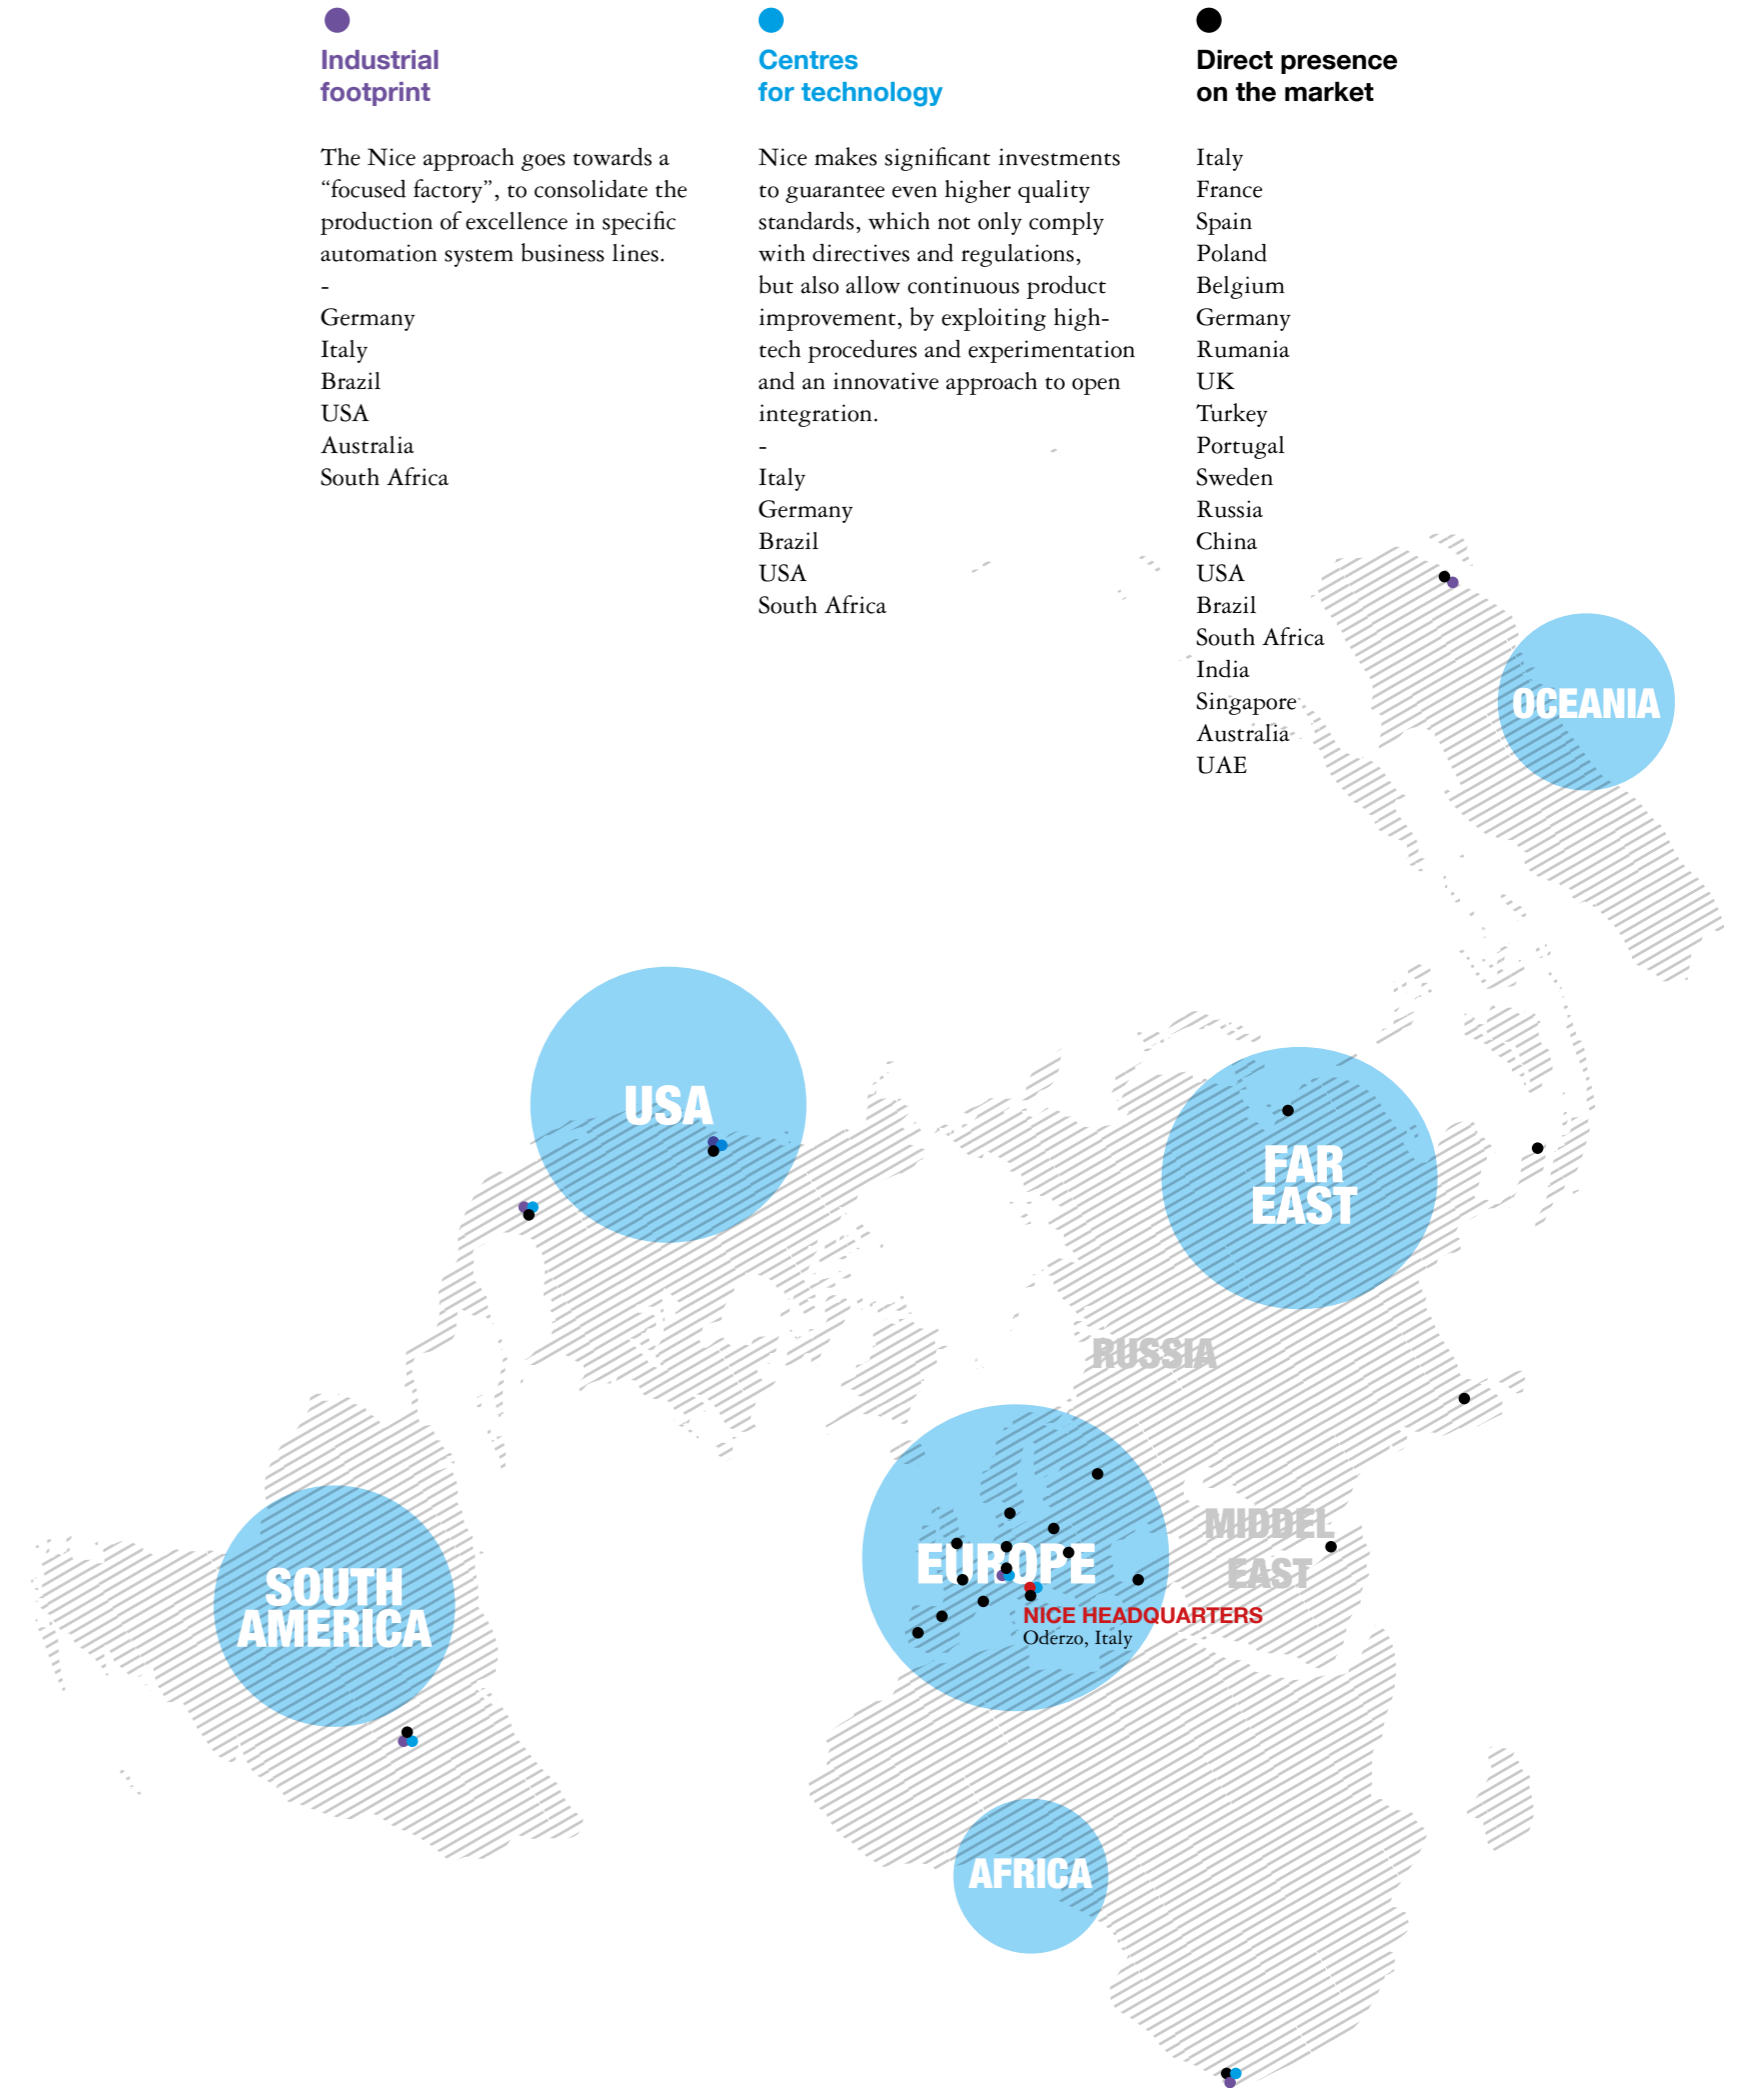 Industrial
footprint
The Nice approach goes towards a
“focused factory”, to consolidate the
production of excellence in specific
automation system business lines.
-
Germany
Italy
Brazil
USA
Australia
South Africa
Centres
for technology
Nice makes significant investments
to guarantee even higher quality
standards, which not only comply
with directives and regulations,
but also allow continuous product
improvement, by exploiting high-
tech procedures and experimentation
and an innovative approach to open
integration.
-
Italy
Germany
Brazil
USA
South Africa
Direct presence
on the market
Italy
France
Spain
Poland
Belgium
Germany
Rumania
UK
Turkey
Portugal
Sweden
Russia
China
USA
Brazil
South Africa
India
Singapore
Australia
UAE
OCEANIA
USA
FAR
EAST
RUSSIA
MIDDEL
EAST
EUROPE
NICE HEADQUARTERS
Oderzo, Italy
SOUTH
AMERICA
AFRICA